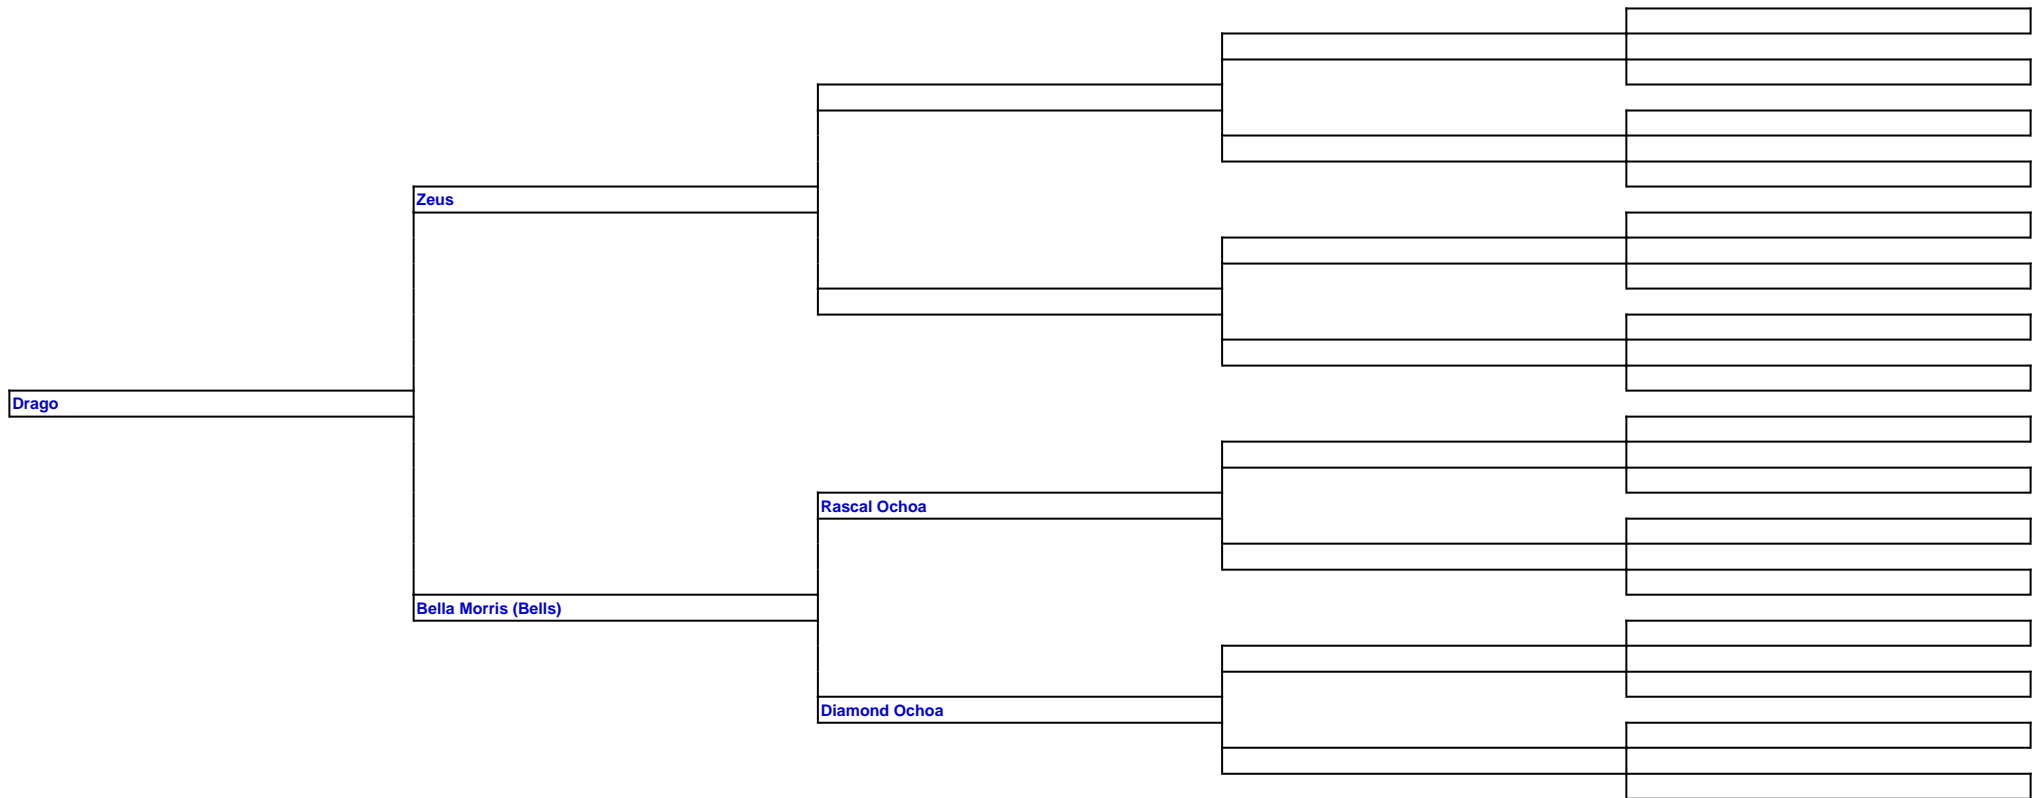 Zeus
Drago
Rascal Ochoa
Bella Morris (Bells)
Diamond Ochoa